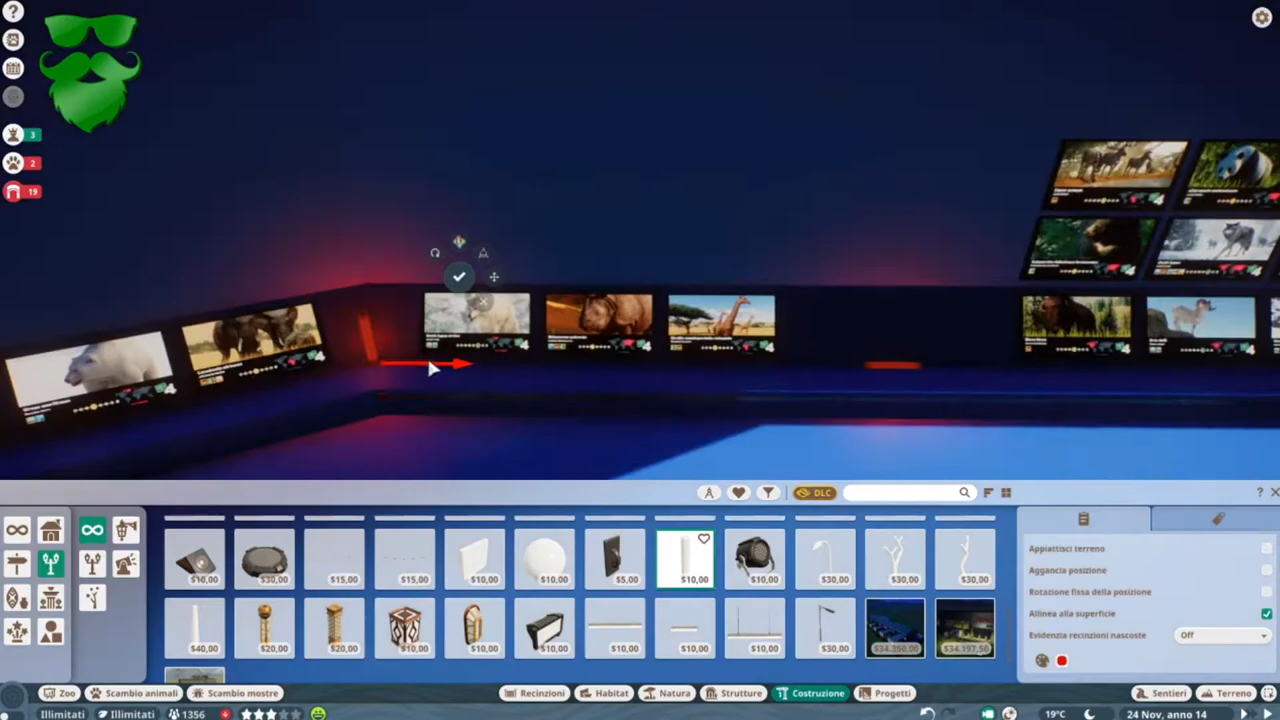 ?
3
2
19
DLC
?
$10,00
$30,00
$15,00
$15,00
$10,00
$10,00
$5,00
$10,00
$10,00
$30,00
$30,00
$30,00
$40,00
$20,00
$20,00
$10,00
$10,00
$10,00
$10,00
$10,00
$10,00
$30,00
$34.197,50
Appiattisci terreno
Aggancia posizione
Rotazione fissa della posizione
Allinea alla superficie
Evidenzia recinzioni nascoste
Off
Zoo
Scambio animali
Scambio mostre
Recinzioni
Habitat
Natura
Strutture
Costruzione
Progetti
Sentieri
Terreno
Illimitati
Illimitati
1356
19°C
24 Nov, anno 14